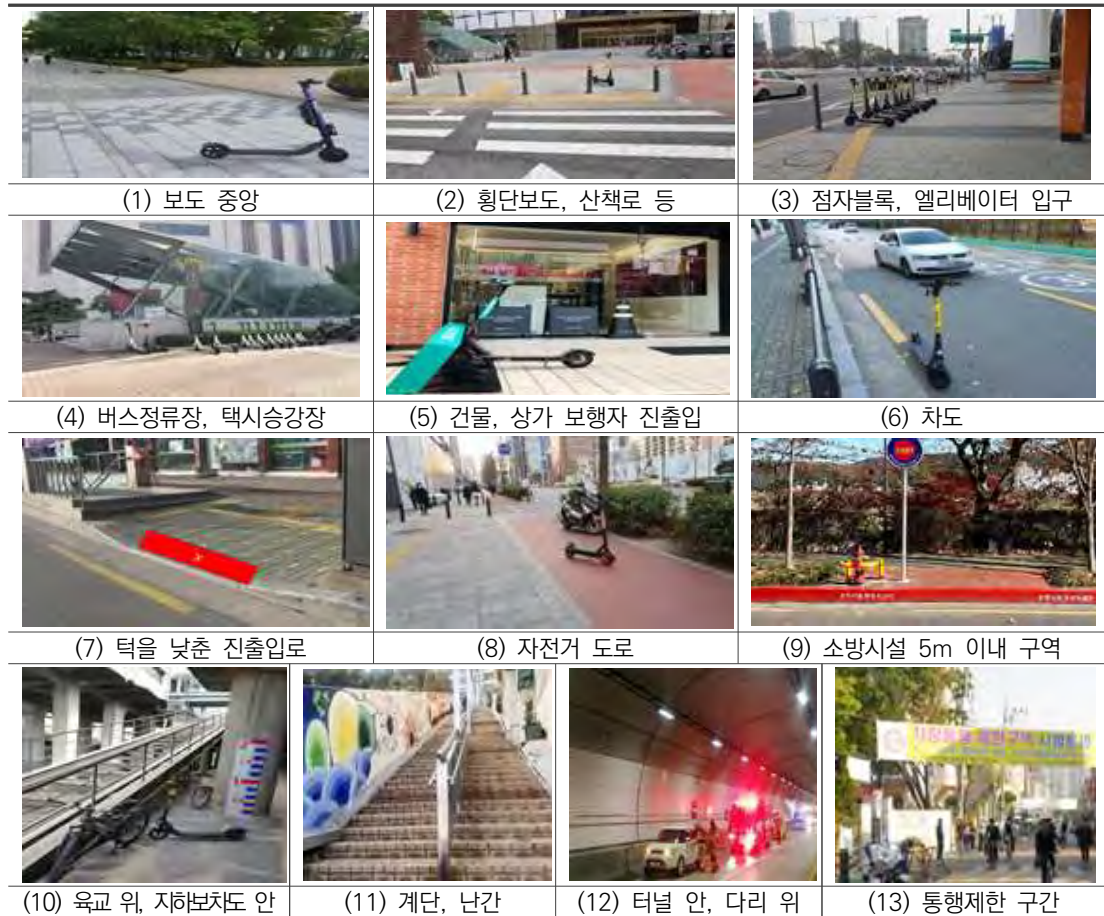 (1) 보도 중앙
(2) 횡단보도, 산책로 등
(3) 점자블록, 엘리베이터 입구
(4) 버스정류장, 택시승강장
(5) 건물, 상가 보행자 진출입
(6) 차도
(7) 턱을 낮춘 진출입로
(8) 자전거 도로
(9) 소방시설 5m 이내 구역
(10) 육교 위, 지하보차도 안
(11) 계단, 난간
(12) 터널 안, 다리 위
(13) 통행제한 구간